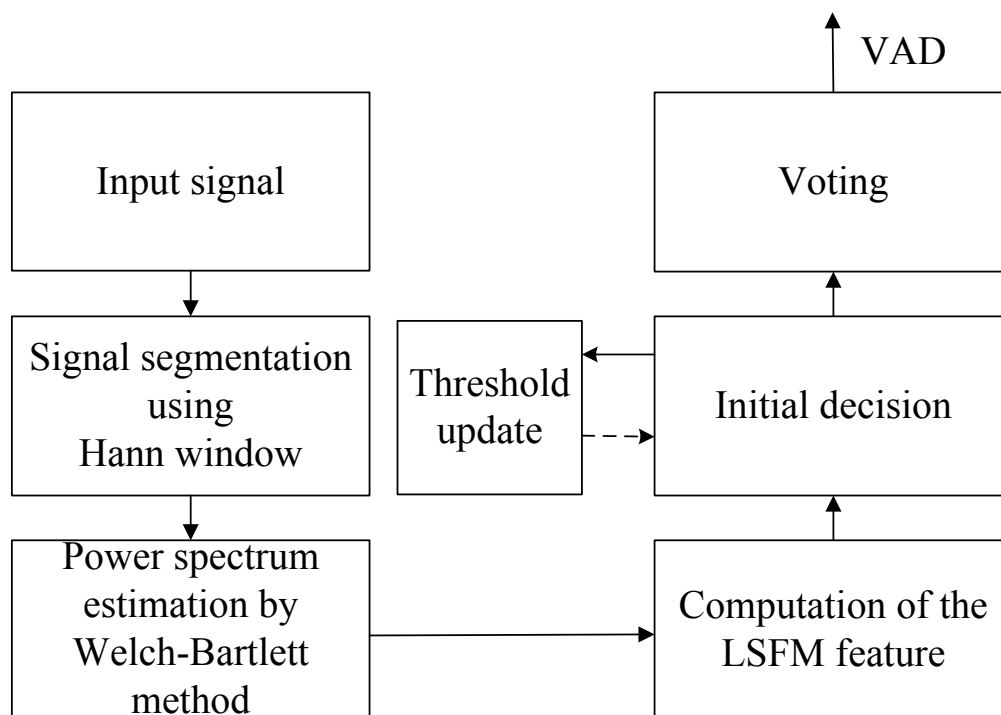 Input signal
Signal segmentation
using
Hann window
Power spectrum
estimation by
Welch-Bartlett
method
Computation of the
LSFM feature
Initial decision
Threshold
update
Voting
VAD